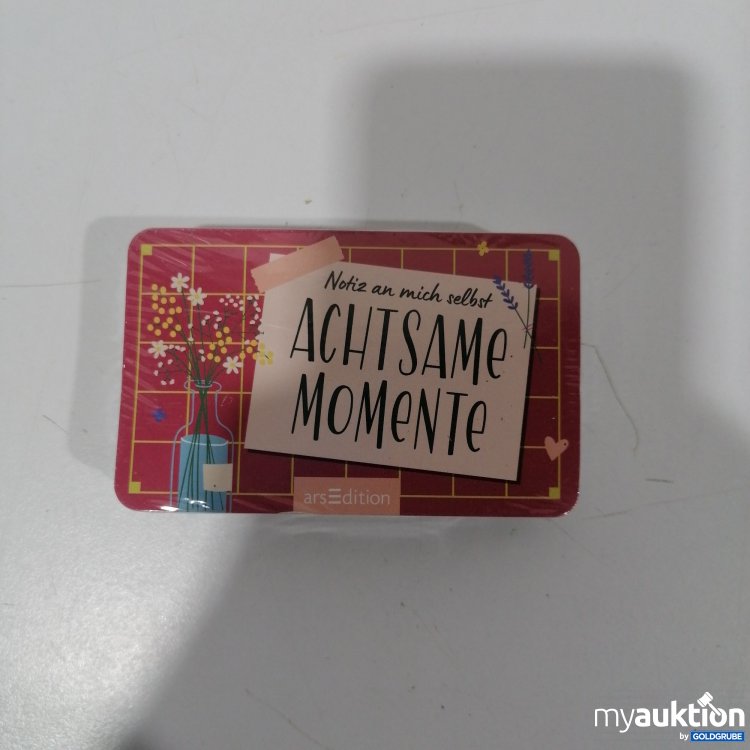 Notiz an mich selbst
ACHTSAME
MOMENTE
arsEdition
myauktion
by GOLDGRUBE